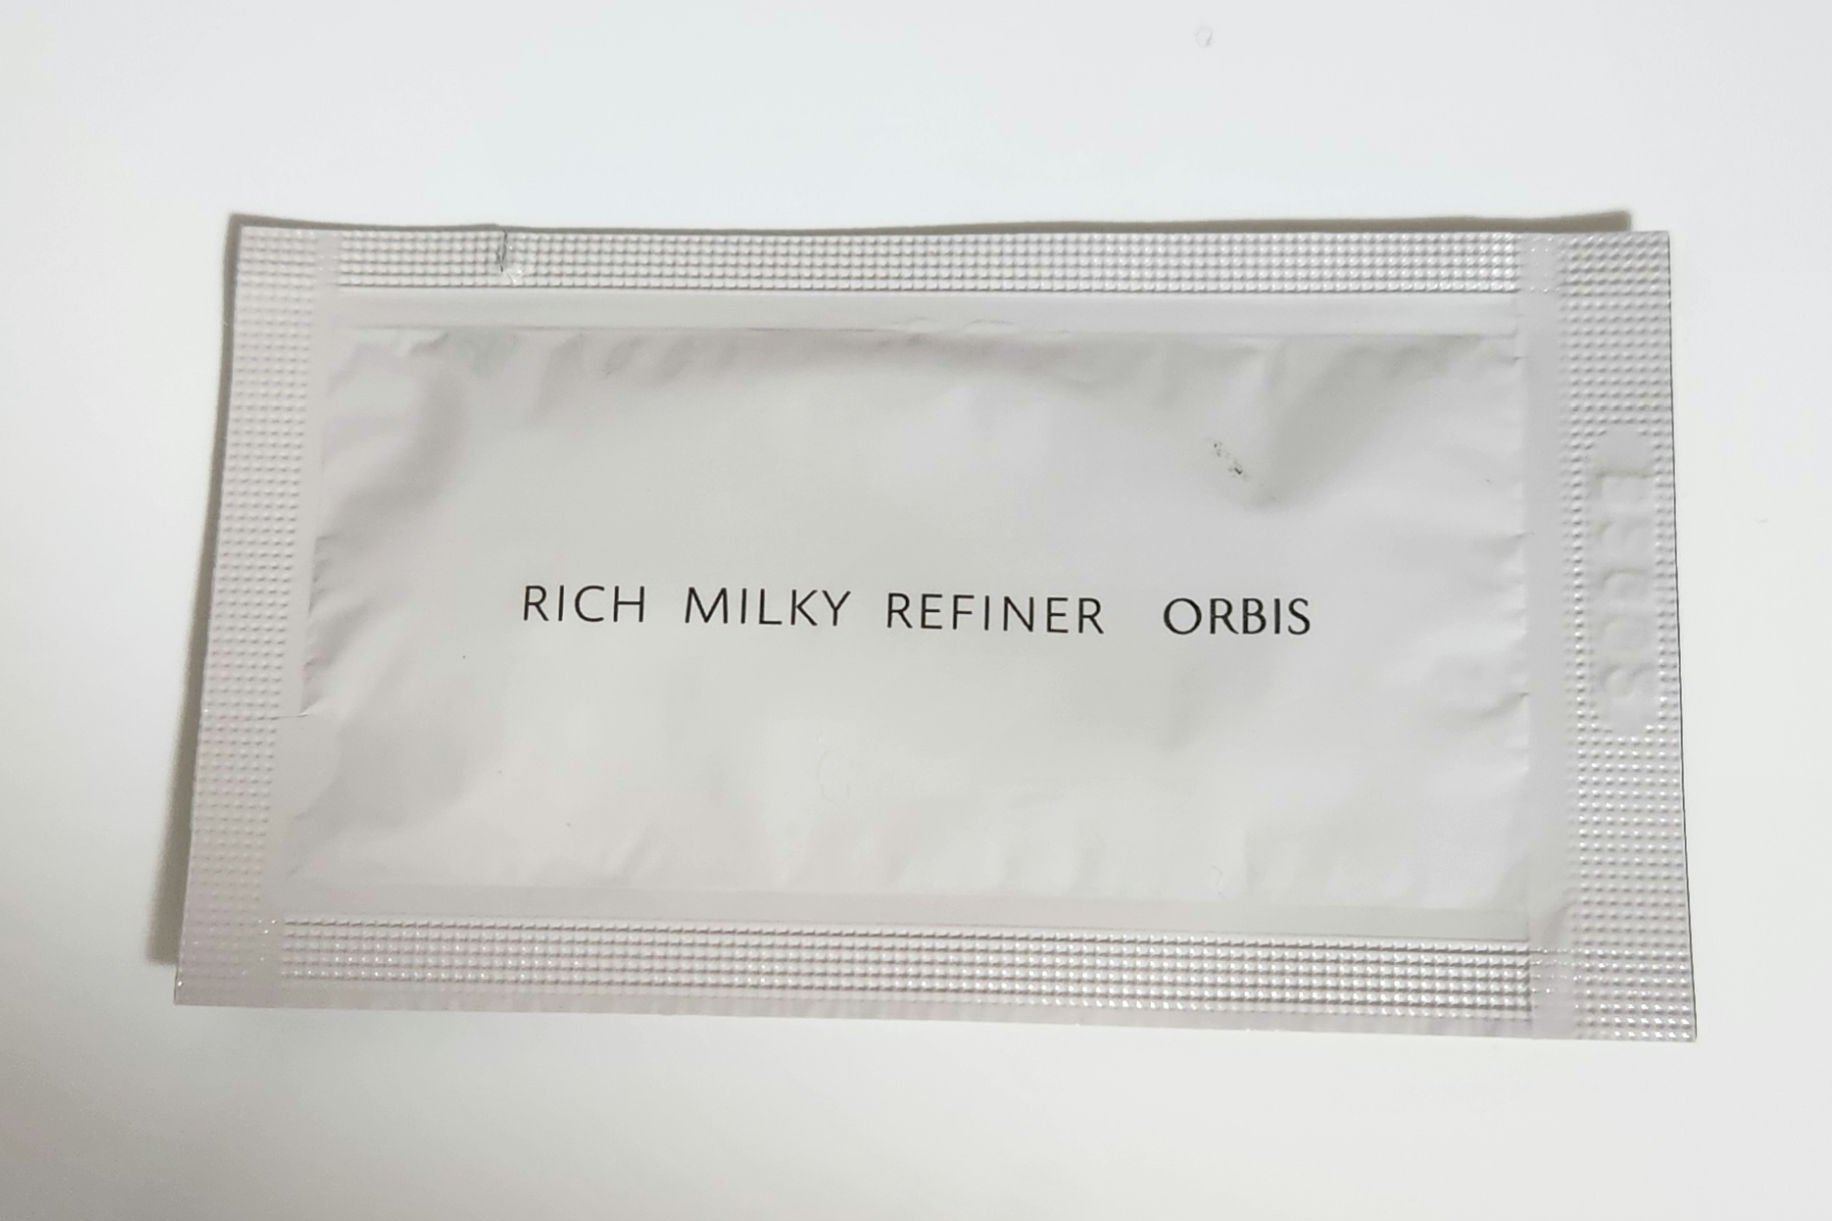 RICH MILKY REFINER ORBIS